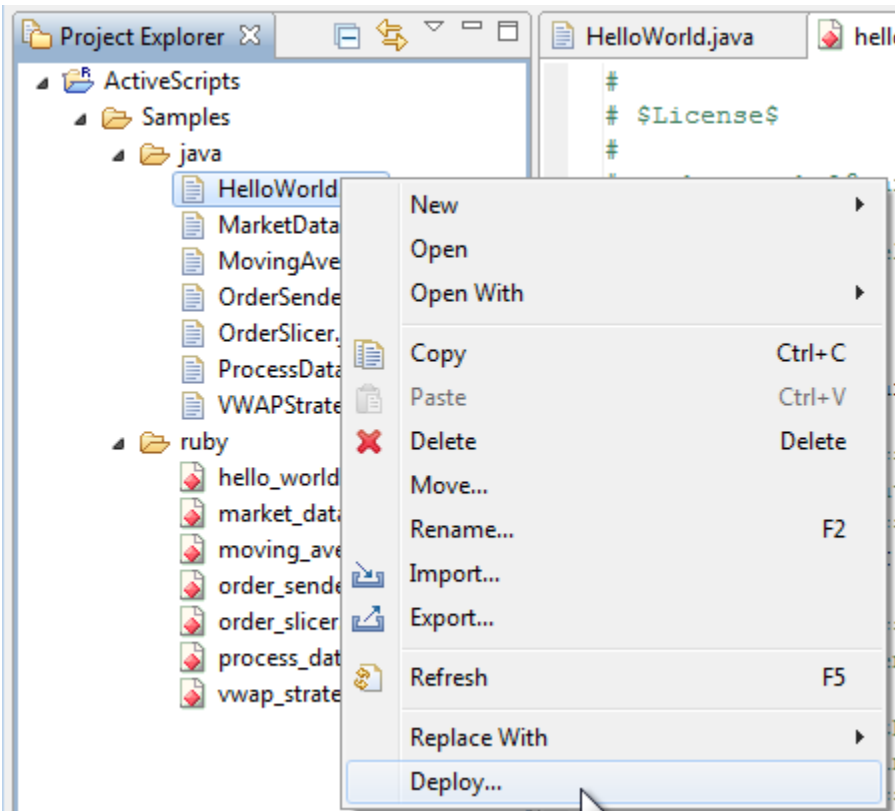 Project Explorer
HelloWorld.java
ActiveScripts
# 
Samples
# $License$
java
#
HelloWorld
MarketData
MovingAve
OrderSende
OrderSlicer.
ProcessData
VWAPStrate
ruby
hello_world
market_data
moving_ave
order_sende
order_slicer
process_dat
vwap_strate
New
Open
Open With
Copy Ctrl+C
Paste Ctrl+V
Delete Delete
Move...
Rename... F2
Import...
Export...
Refresh F5
Replace With
Deploy...